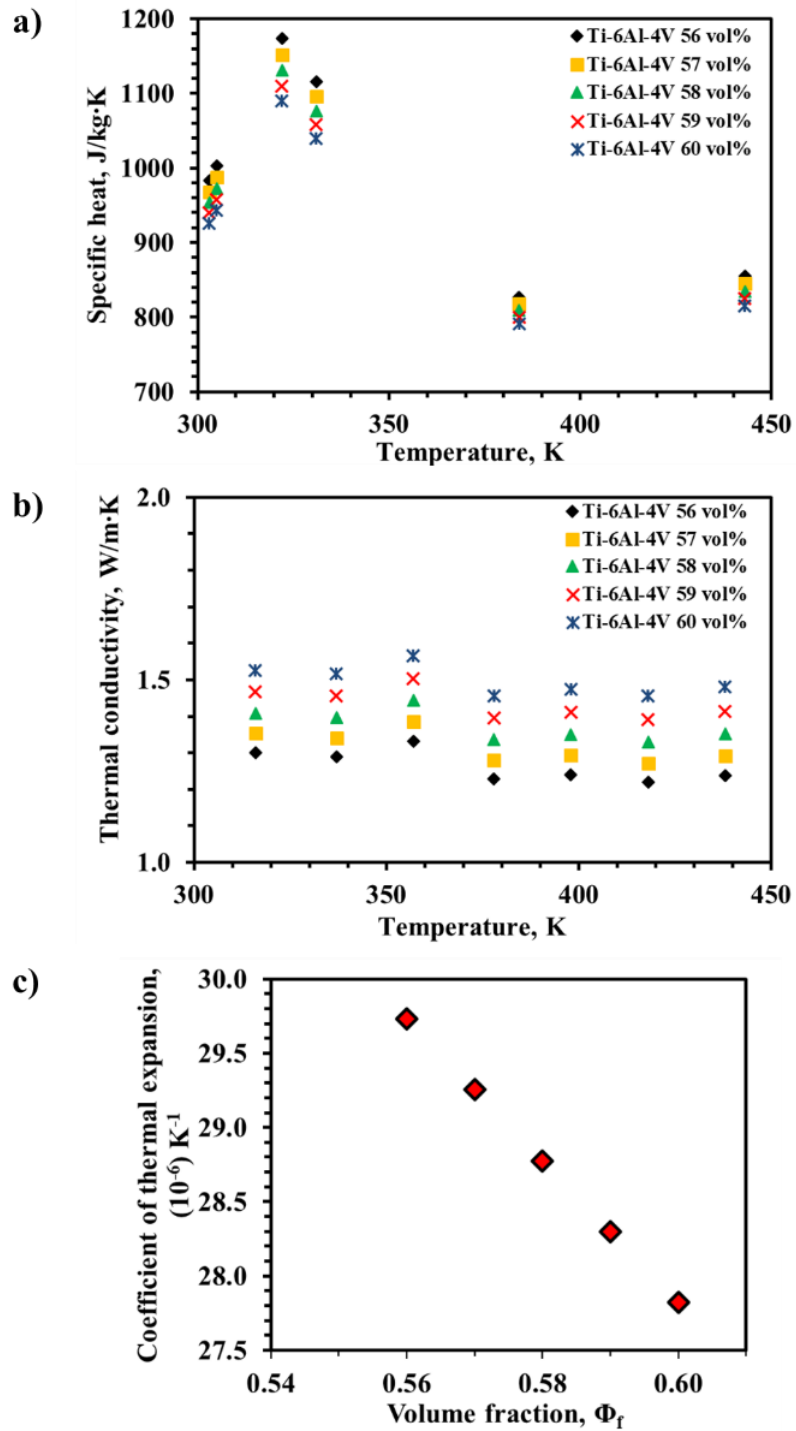 a)
Specific heat, J/kg·K
1200
1100
1000
900
800
700
Ti-6Al-4V 56 vol%
Ti-6Al-4V 57 vol%
Ti-6Al-4V 58 vol%
Ti-6Al-4V 59 vol%
Ti-6Al-4V 60 vol%
300
350
400
450
Temperature, K
b)
Thermal conductivity, W/m·K
2.0
1.5
1.0
Ti-6Al-4V 56 vol%
Ti-6Al-4V 57 vol%
Ti-6Al-4V 58 vol%
Ti-6Al-4V 59 vol%
Ti-6Al-4V 60 vol%
300
350
400
450
Temperature, K
c)
Coefficient of thermal expansion,
(10⁻⁶) K⁻¹
30.0
29.5
29.0
28.5
28.0
27.5
0.54
0.56
0.58
0.60
Volume fraction, Φf